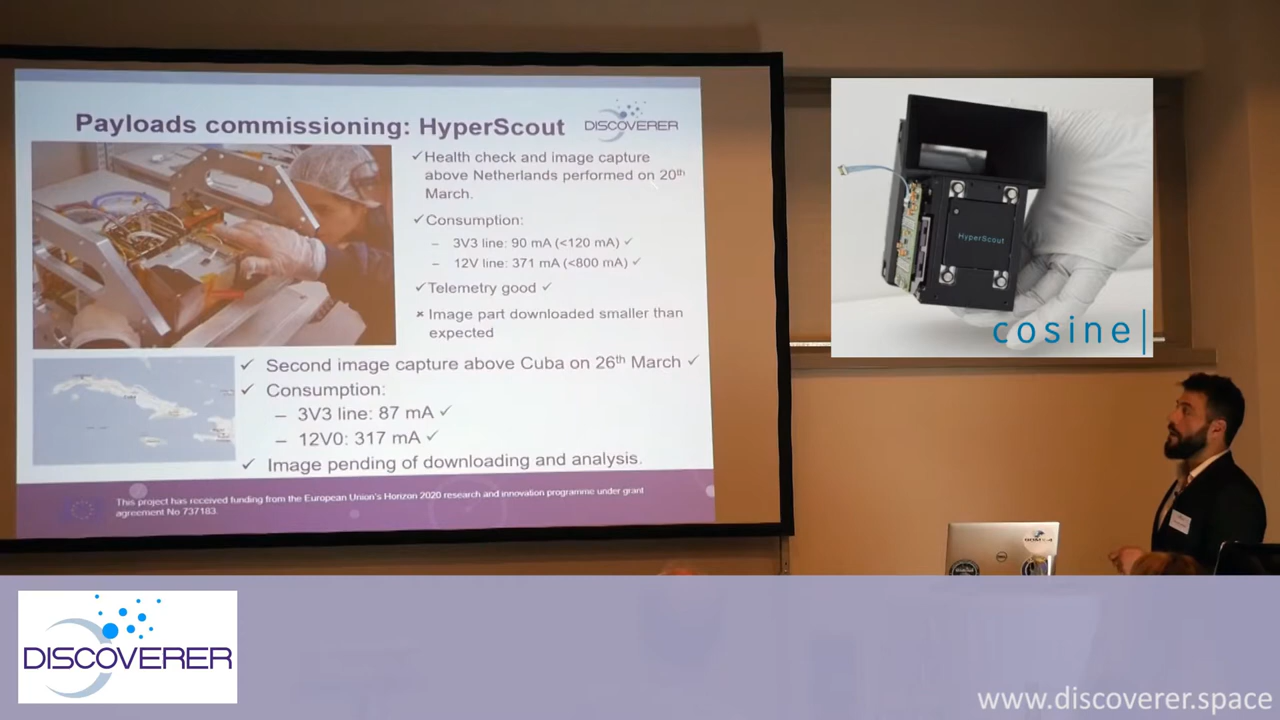 Payloads commissioning: HyperScout
DISCOVERER
✓Health check and image capture
above Netherlands performed on 20th
March.
✓Consumption:
– 3V3 line: 90 mA (<120 mA) ✓
– 12V line: 371 mA (<800 mA) ✓
✓Telemetry good ✓
× Image part downloaded smaller than
expected
✓ Second image capture above Cuba on 26th March ✓
✓ Consumption:
– 3V3 line: 87 mA ✓
– 12V0: 317 mA ✓
✓ Image pending of downloading and analysis.
This project has received funding from the European Union's Horizon 2020 research and innovation programme under grant
agreement No 737183.
HyperScout
cosine
DELL
DISCOVERER
www.discoverer.space